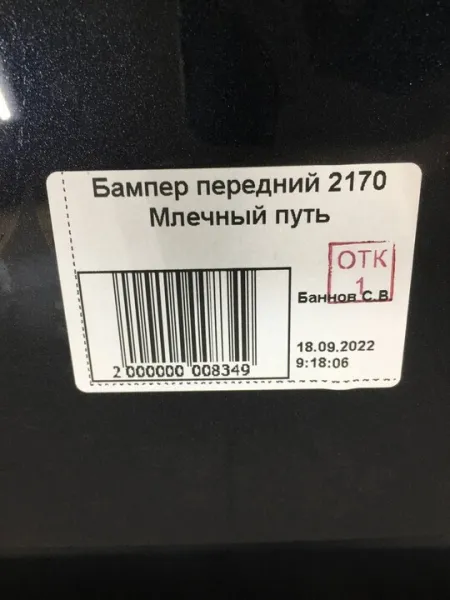 Бампер передний 2170
Млечный путь
ОТК
1
Баннов С.В.
18.09.2022
9:18:06
2 000000 008349